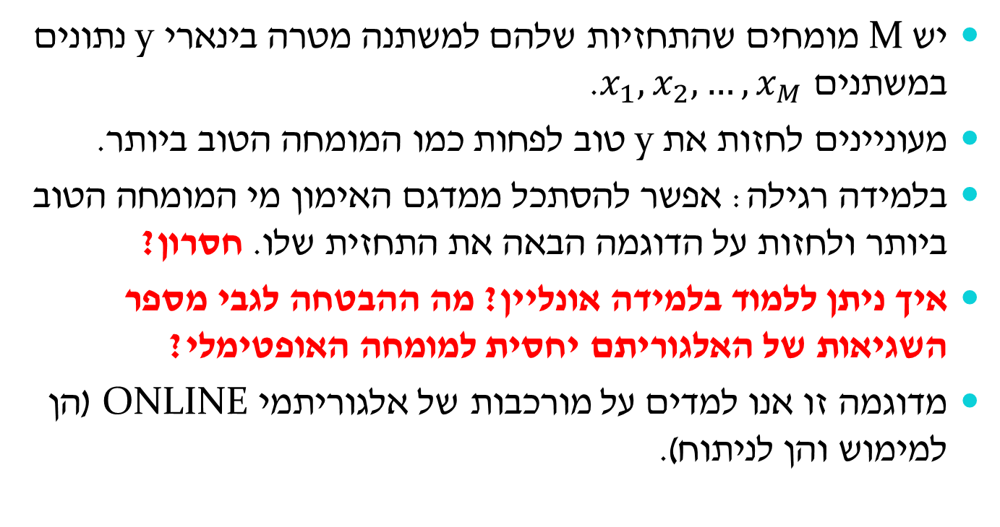 • יש M מומחים שהתחזיות שלהם למשתנה מטרה בינארי y נתונים
במשתנים x₁, x₂, … , x_M.
• מעוניינים לחזות את y טוב לפחות כמו המומחה הטוב ביותר.
• בלמידה רגילה: אפשר להסתכל ממדגם האימון מי המומחה הטוב
ביותר ולחזות על הדוגמה הבאה את התחזית שלו. חסרון?
• איך ניתן ללמוד בלמידה אונליין? מה ההבטחה לגבי מספר
השגיאות של האלגוריתם יחסית למומחה האופטימלי?
• מדוגמה זו אנו למדים על מורכבות של אלגוריתמי ONLINE (הן
למימוש והן לניתוח).